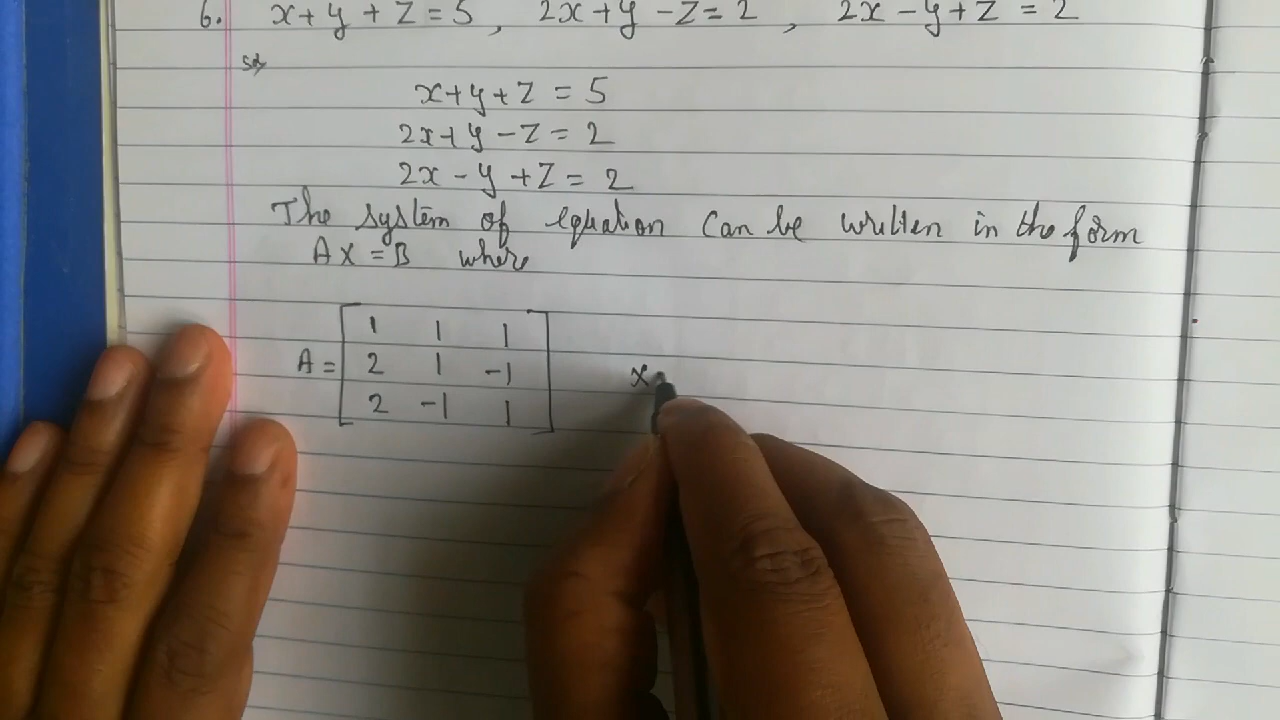 6. x+y+z=5, 2x+y-z=2, 2x-y+z=2
Sol
x+y+z=5
2x+y-z=2
2x-y+z=2
The system of equation can be written in the form
AX=B where
A= [1 1 1
2 1 -1
2 -1 1] X